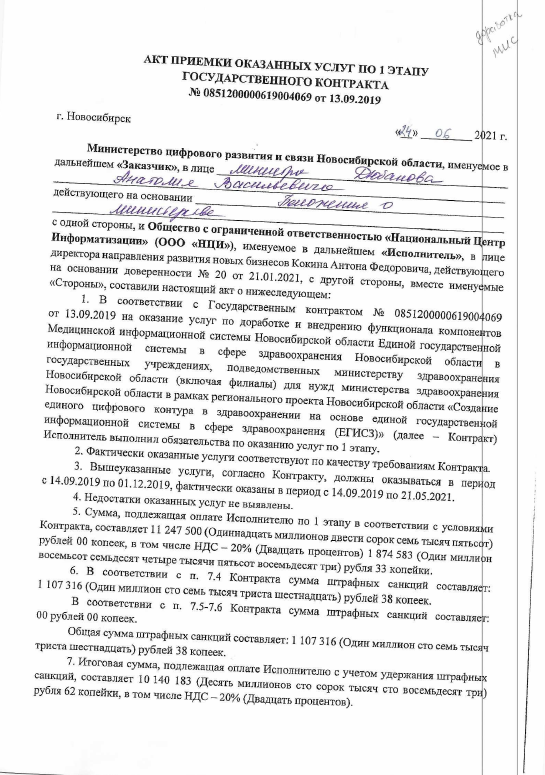 доработка
МИС
АКТ ПРИЕМКИ ОКАЗАННЫХ УСЛУГ ПО 1 ЭТАПУ
ГОСУДАРСТВЕННОГО КОНТРАКТА
№ 0851200000619004069 от 13.09.2019
г. Новосибирск
«24» 06 2021 г.
Министерство цифрового развития и связи Новосибирской области, именуемое в
дальнейшем «Заказчик», в лице министра Дюбанова
Анатолия Васильевича
действующего на основании Положения о
министерстве
с одной стороны, и Общество с ограниченной ответственностью «Национальный Центр
Информатизации» (ООО «НЦИ»), именуемое в дальнейшем «Исполнитель», в лице
директора направления развития новых бизнесов Кокина Антона Федоровича, действующего
на основании доверенности № 20 от 21.01.2021, с другой стороны, вместе именуемые
«Стороны», составили настоящий акт о нижеследующем:
1. В соответствии с Государственным контрактом № 0851200000619004069
от 13.09.2019 на оказание услуг по доработке и внедрению функционала компонентов
Медицинской информационной системы Новосибирской области Единой государственной
информационной системы в сфере здравоохранения Новосибирской области в
государственных учреждениях, подведомственных министерству здравоохранения
Новосибирской области (включая филиалы) для нужд министерства здравоохранения
Новосибирской области в рамках регионального проекта Новосибирской области «Создание
единого цифрового контура в здравоохранении на основе единой государственной
информационной системы в сфере здравоохранения (ЕГИСЗ)» (далее – Контракт)
Исполнитель выполнил обязательства по оказанию услуг по 1 этапу.
2. Фактически оказанные услуги соответствуют по качеству требованиям Контракта.
3. Вышеуказанные услуги, согласно Контракту, должны оказываться в период
с 14.09.2019 по 01.12.2019, фактически оказаны в период с 14.09.2019 по 21.05.2021.
4. Недостатки оказанных услуг не выявлены.
5. Сумма, подлежащая оплате Исполнителю по 1 этапу в соответствии с условиями
Контракта, составляет 11 247 500 (Одиннадцать миллионов двести сорок семь тысяч пятьсот)
рублей 00 копеек, в том числе НДС – 20% (Двадцать процентов) 1 874 583 (Один миллион
восемьсот семьдесят четыре тысячи пятьсот восемьдесят три) рубля 33 копейки.
6. В соответствии с п. 7.4 Контракта сумма штрафных санкций составляет:
1 107 316 (Один миллион сто семь тысяч триста шестнадцать) рублей 38 копеек.
В соответствии с п. 7.5-7.6 Контракта сумма штрафных санкций составляет:
00 рублей 00 копеек.
Общая сумма штрафных санкций составляет: 1 107 316 (Один миллион сто семь тысяч
триста шестнадцать) рублей 38 копеек.
7. Итоговая сумма, подлежащая оплате Исполнителю с учетом удержания штрафных
санкций, составляет 10 140 183 (Десять миллионов сто сорок тысяч сто восемьдесят три)
рубля 62 копейки, в том числе НДС – 20% (Двадцать процентов).